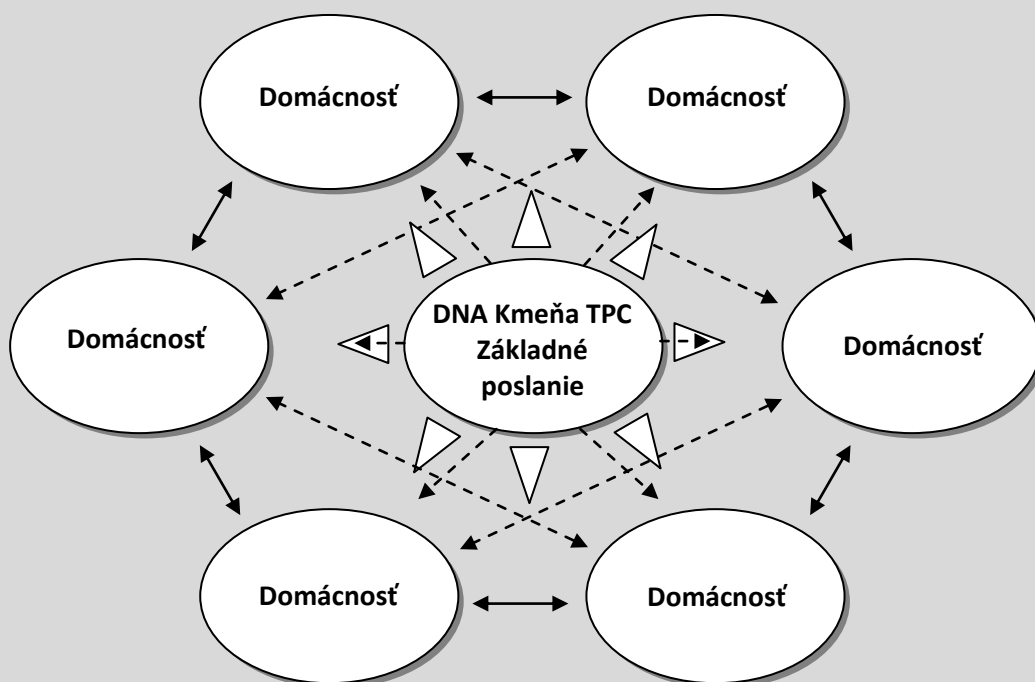 Domácnosť
Domácnosť
Domácnosť
DNA Kmeňa TPC
Základné
poslanie
Domácnosť
Domácnosť
Domácnosť